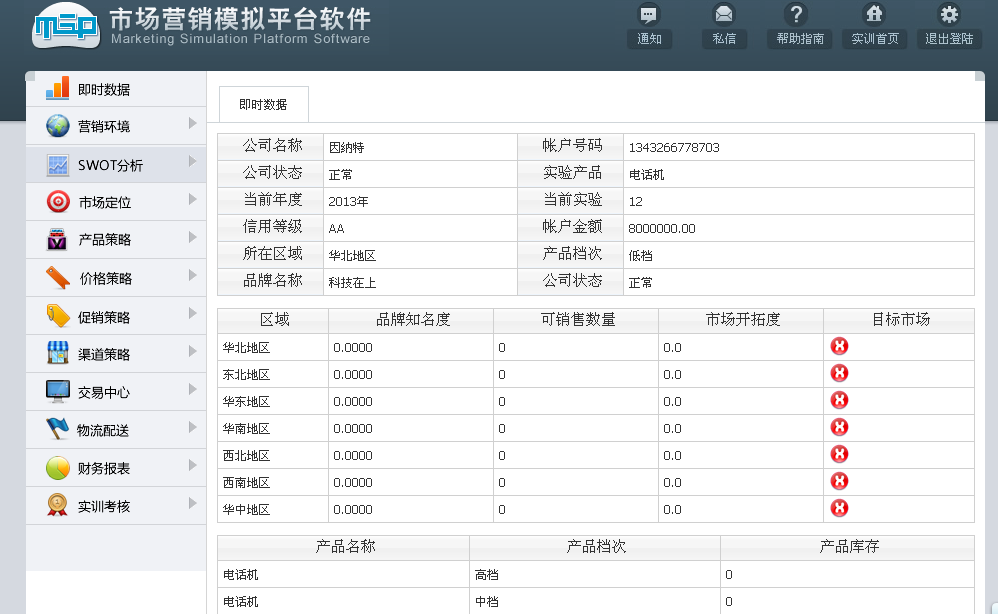 msp 市场营销模拟平台软件
Marketing Simulation Platform Software
通知 私信 帮助指南 实训首页 退出登陆
即时数据
营销环境
SWOT分析
市场定位
产品策略
价格策略
促销策略
渠道策略
交易中心
物流配送
财务报表
实训考核
即时数据
公司名称 因纳特 帐户号码 1343266778703
公司状态 正常 实验产品 电话机
当前年度 2013年 当前实验 12
信用等级 AA 帐户金额 8000000.00
所在区域 华北地区 产品档次 低档
品牌名称 科技在上 公司状态 正常
区域 品牌知名度 可销售数量 市场开拓度 目标市场
华北地区 0.0000 0 0.0
东北地区 0.0000 0 0.0
华东地区 0.0000 0 0.0
华南地区 0.0000 0 0.0
西北地区 0.0000 0 0.0
西南地区 0.0000 0 0.0
华中地区 0.0000 0 0.0
产品名称 产品档次 产品库存
电话机 高档 0
电话机 中档 0